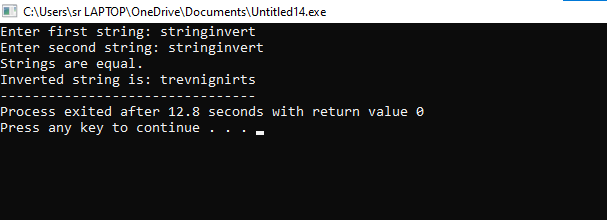 C:\Users\sr LAPTOP\OneDrive\Documents\Untitled14.exe
Enter first string: stringinvert
Enter second string: stringinvert
Strings are equal.
Inverted string is: trevnignirts
--------------------------------
Process exited after 12.8 seconds with return value 0
Press any key to continue . . .